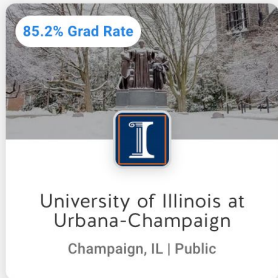 85.2% Grad Rate
University of Illinois at
Urbana-Champaign
Champaign, IL | Public